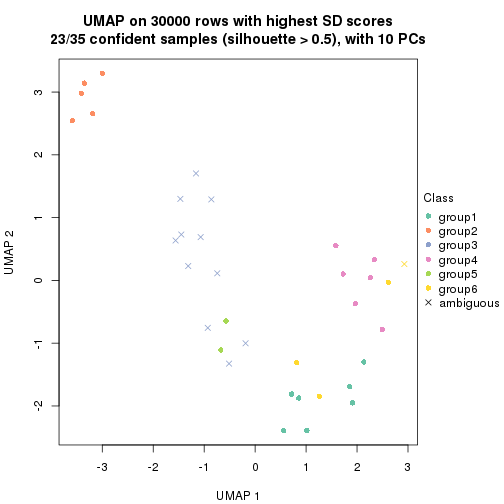 UMAP on 30000 rows with highest SD scores
23/35 confident samples (silhouette > 0.5), with 10 PCs
UMAP 2
3
2
1
0
-1
-2
-3
-2
-1
0
1
2
3
UMAP 1
Class
group1
group2
group3
group4
group5
group6
ambiguous